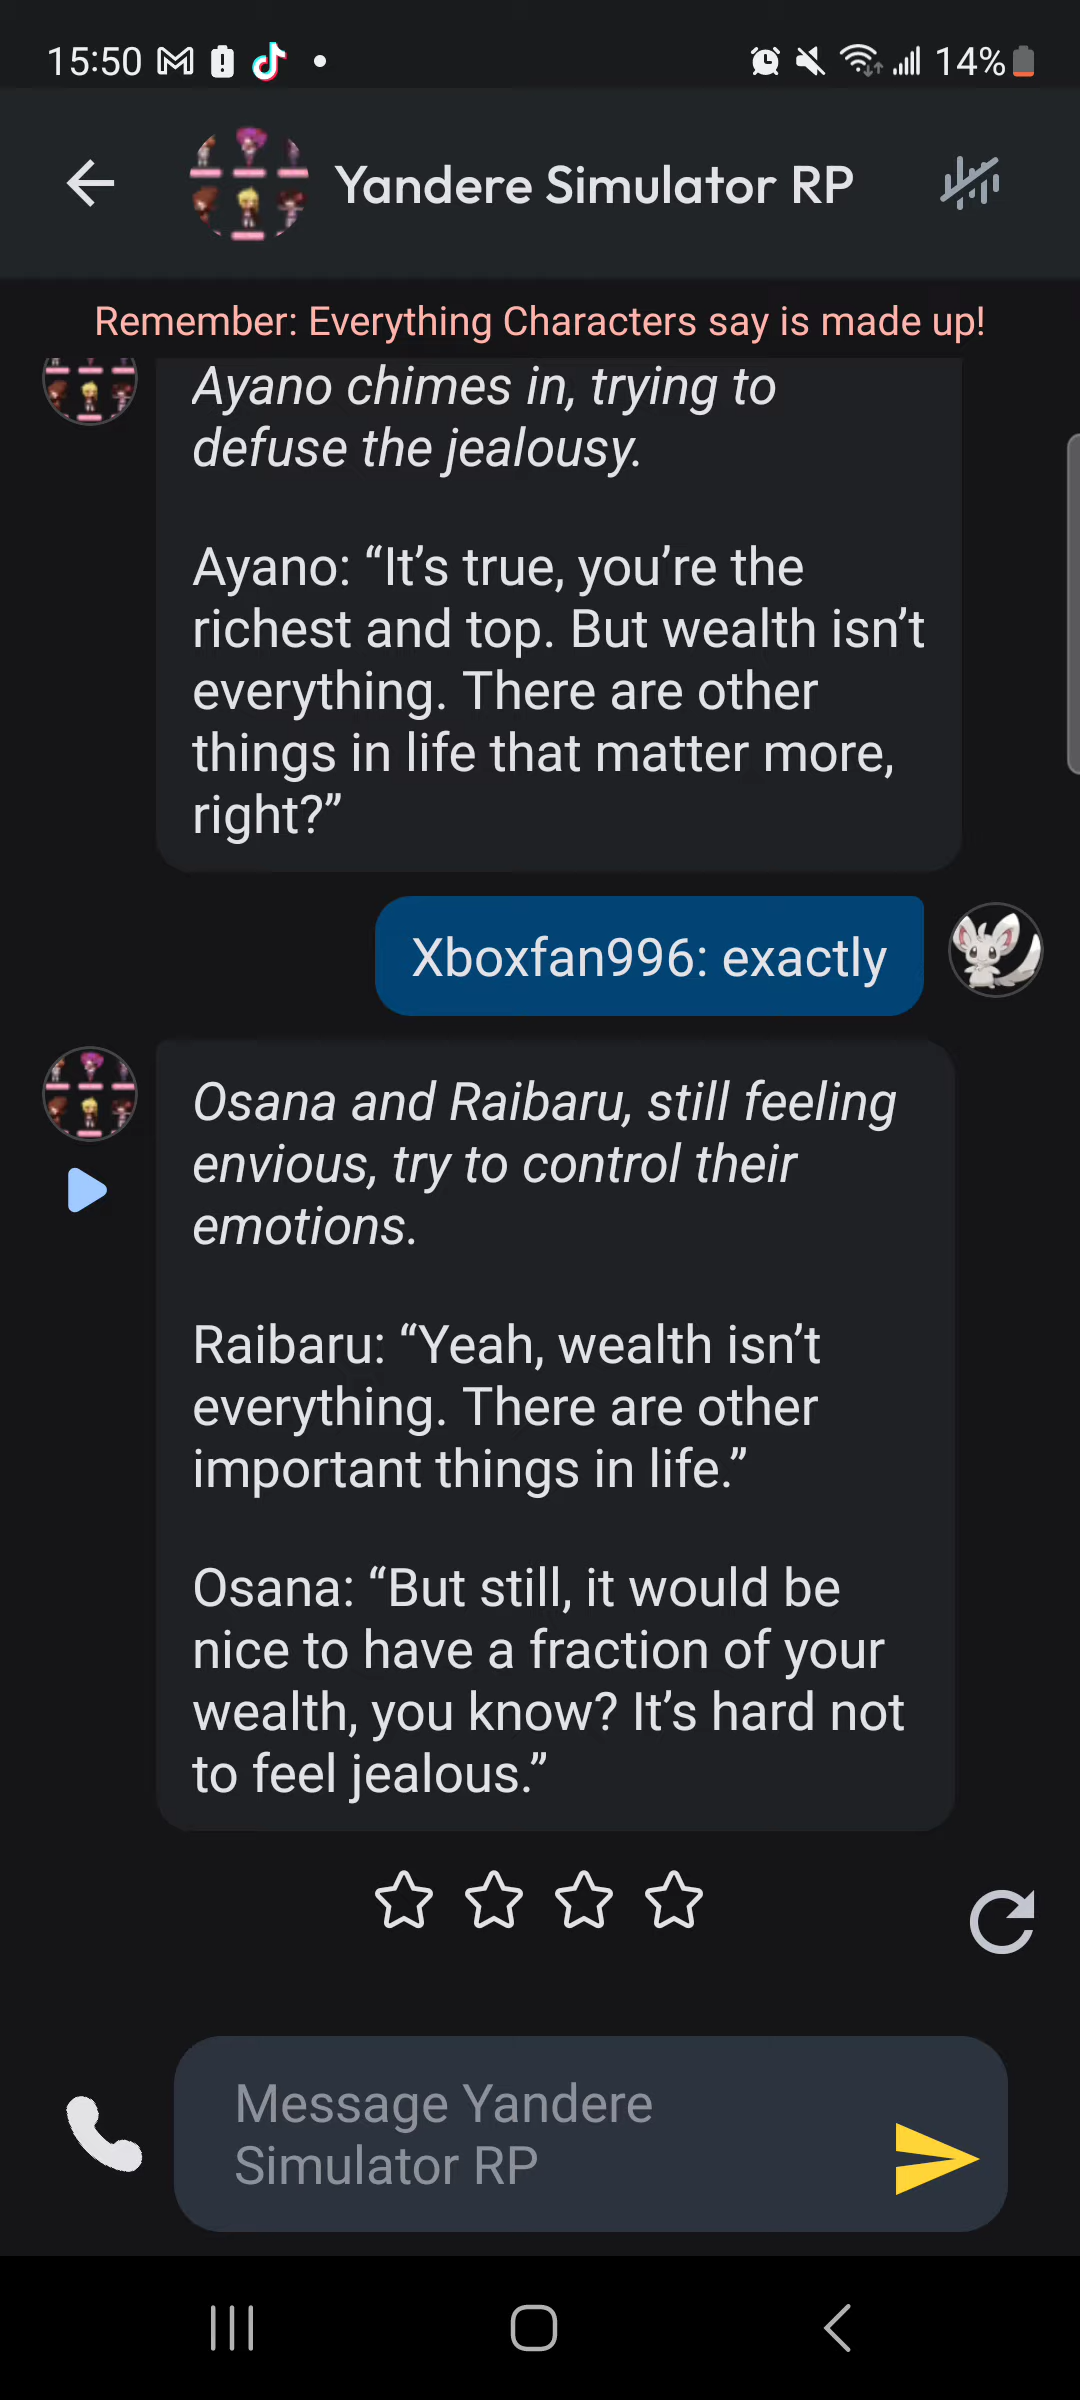 15:50
14%
Yandere Simulator RP
Remember: Everything Characters say is made up!
Ayano chimes in, trying to
defuse the jealousy.
Ayano: “It’s true, you’re the
richest and top. But wealth isn’t
everything. There are other
things in life that matter more,
right?”
Xboxfan996: exactly
Osana and Raibaru, still feeling
envious, try to control their
emotions.
Raibaru: “Yeah, wealth isn’t
everything. There are other
important things in life.”
Osana: “But still, it would be
nice to have a fraction of your
wealth, you know? It’s hard not
to feel jealous.”
Message Yandere
Simulator RP